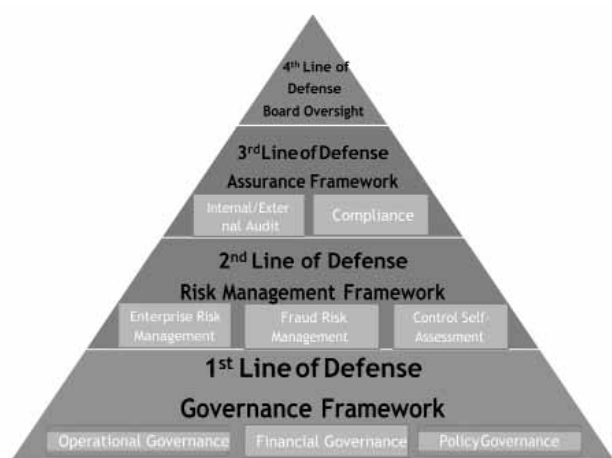 4th Line of
Defense
Board Oversight
3rd Line of Defense
Assurance Framework
Internal/Exter
nal Audit
Compliance
2nd Line of Defense
Risk Management Framework
Enterprise Risk
Management
Fraud Risk
Management
Control Self-
Assessment
1st Line of Defense
Governance Framework
Operational Governance
Financial Governance
Policy Governance